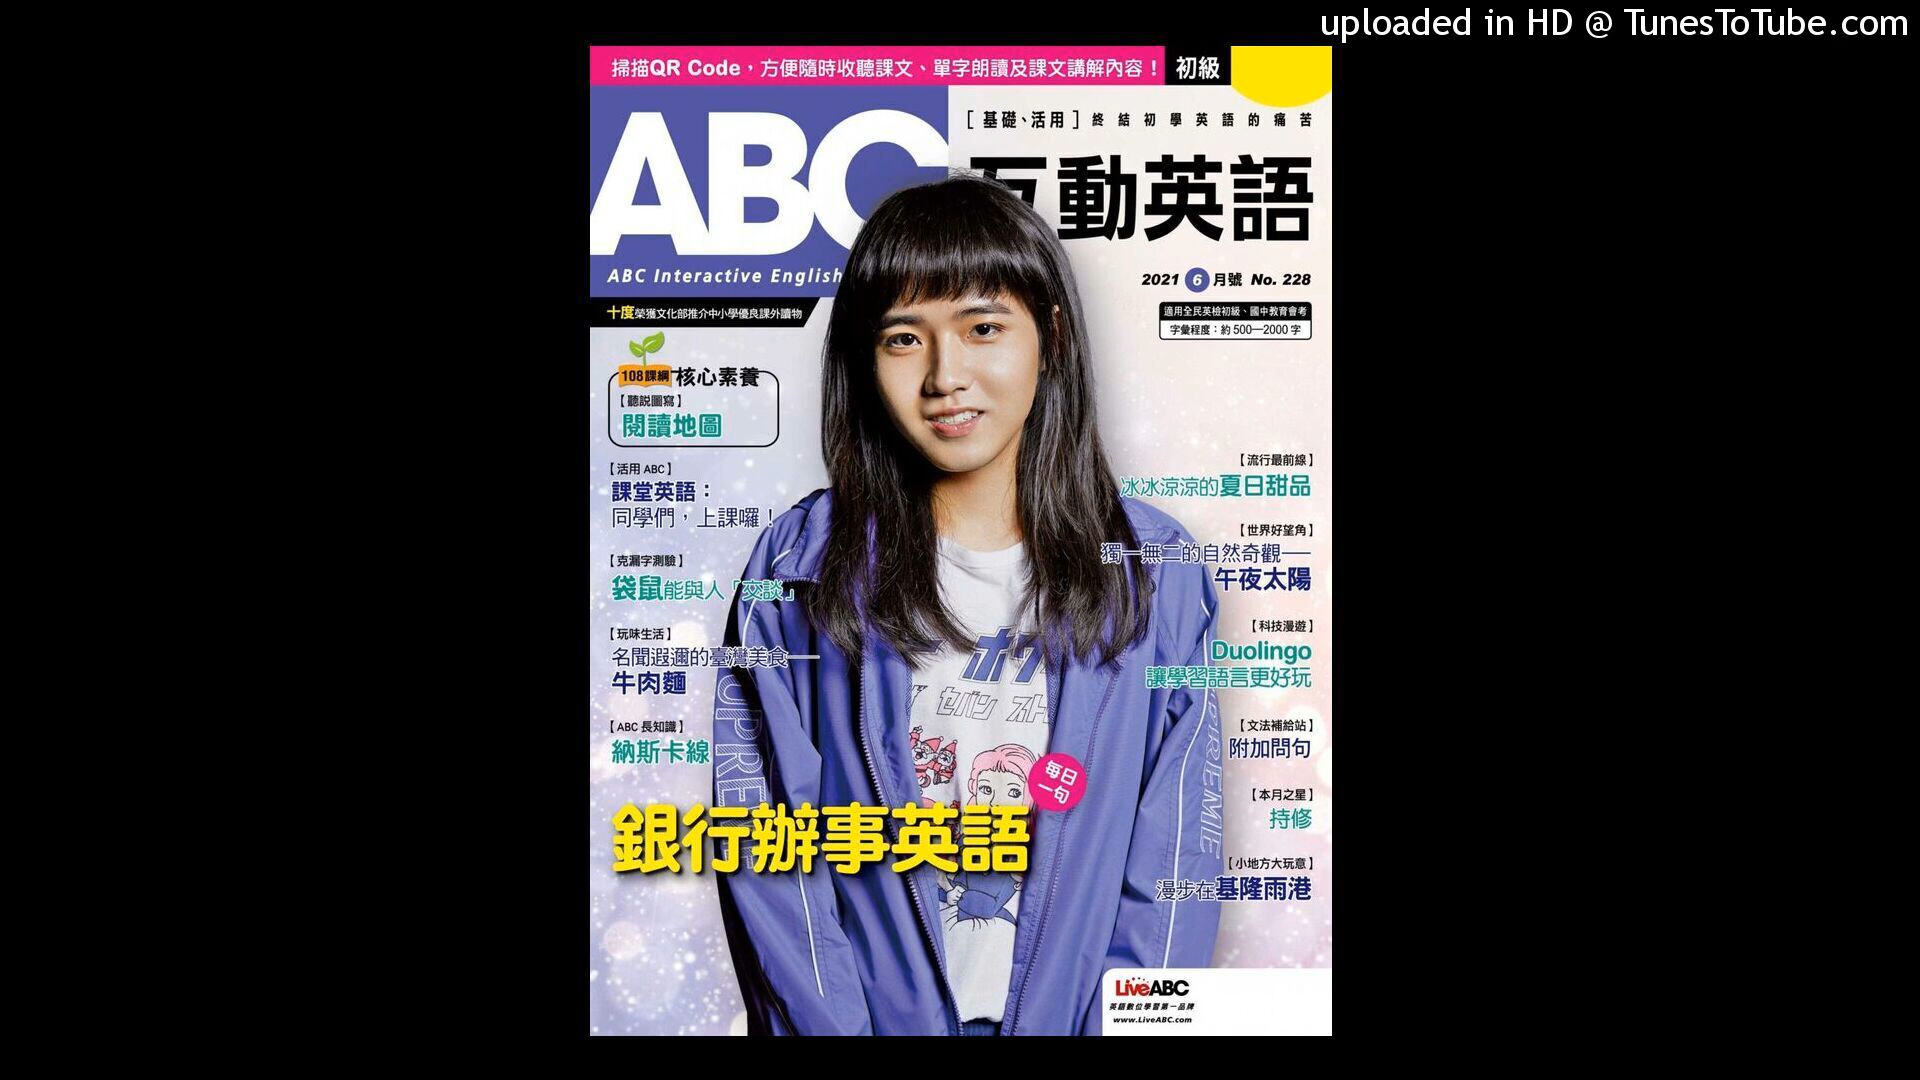 uploaded in HD @ TunesToTube.com
掃描QR Code，方便隨時收聽課文、單字朗讀及課文講解內容！
初級
ABC
[ 基礎、活用 ] 終結初學英語的痛苦
互動英語
ABC Interactive English
2021 6 月號 No. 228
十度榮獲文化部推介中小學優良課外讀物
適用全民英檢初級、國中教育會考
字彙程度：約 500—2000 字
108課綱 核心素養
【聽說圖寫】
閱讀地圖
【活用 ABC】
課堂英語：
同學們，上課囉！
【克漏字測驗】
袋鼠能與人「交談」
【玩味生活】
名聞遐邇的臺灣美食——
牛肉麵
【ABC 長知識】
納斯卡線
【流行最前線】
冰冰涼涼的夏日甜品
【世界好望角】
獨一無二的自然奇觀——
午夜太陽
【科技漫遊】
Duolingo
讓學習語言更好玩
【文法補給站】
附加問句
【本月之星】
持修
【小地方大玩意】
漫步在基隆雨港
每日
一句
銀行辦事英語
セバン スト
LiveABC
英語數位學習第一品牌
www.LiveABC.com